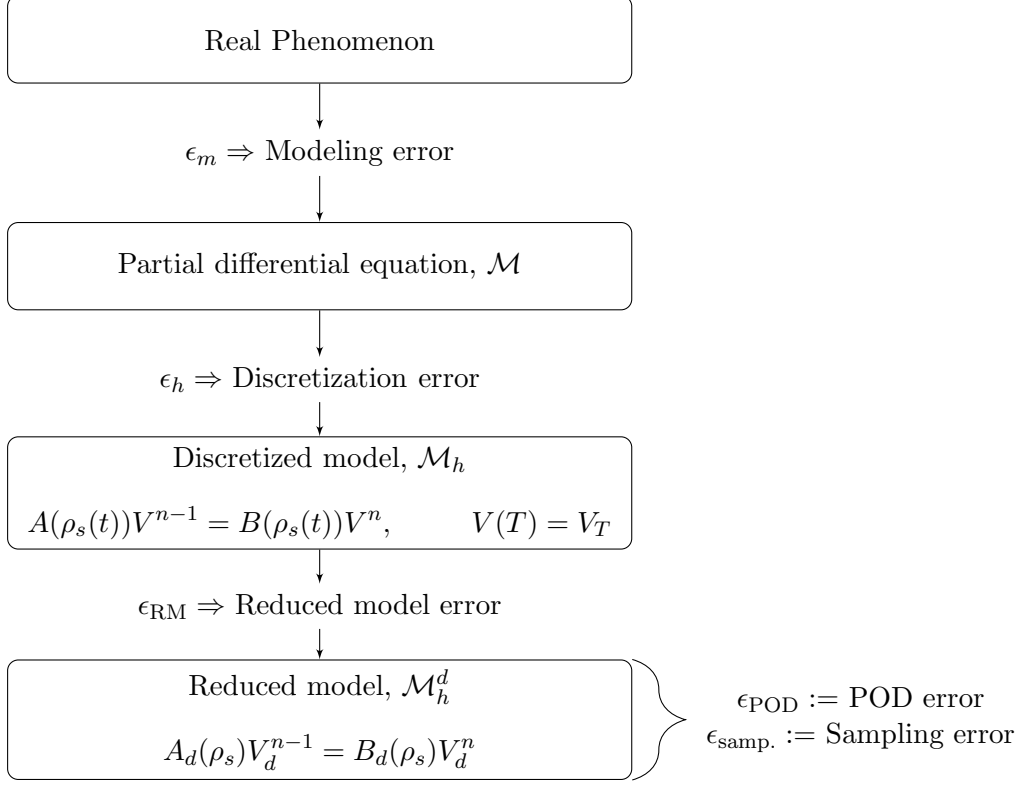 Real Phenomenon
ϵ_m ⇒ Modeling error
Partial differential equation, ℳ
ϵ_h ⇒ Discretization error
Discretized model, ℳ_h
A(ρ_s(t))V^{n−1} = B(ρ_s(t))V^n, V(T) = V_T
ϵ_RM ⇒ Reduced model error
Reduced model, ℳ_h^d
A_d(ρ_s)V_d^{n−1} = B_d(ρ_s)V_d^n
ϵ_POD := POD error
ϵ_samp. := Sampling error